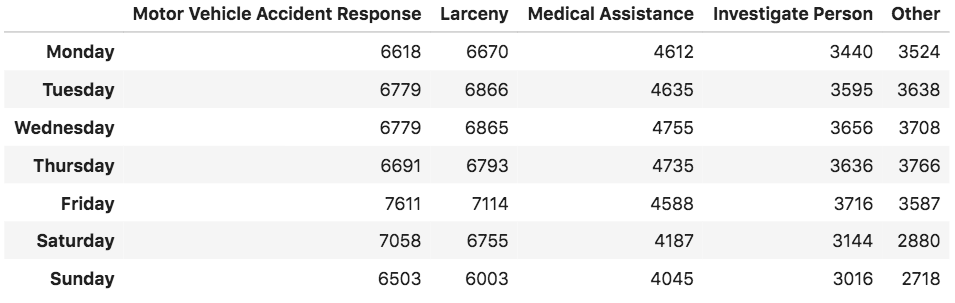 Motor Vehicle Accident Response Larceny Medical Assistance Investigate Person Other
Monday 6618 6670 4612 3440 3524
Tuesday 6779 6866 4635 3595 3638
Wednesday 6779 6865 4755 3656 3708
Thursday 6691 6793 4735 3636 3766
Friday 7611 7114 4588 3716 3587
Saturday 7058 6755 4187 3144 2880
Sunday 6503 6003 4045 3016 2718